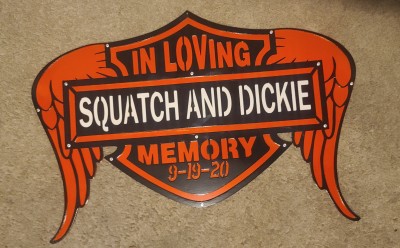 IN LOVING
SQUATCH AND DICKIE
MEMORY
9-19-20